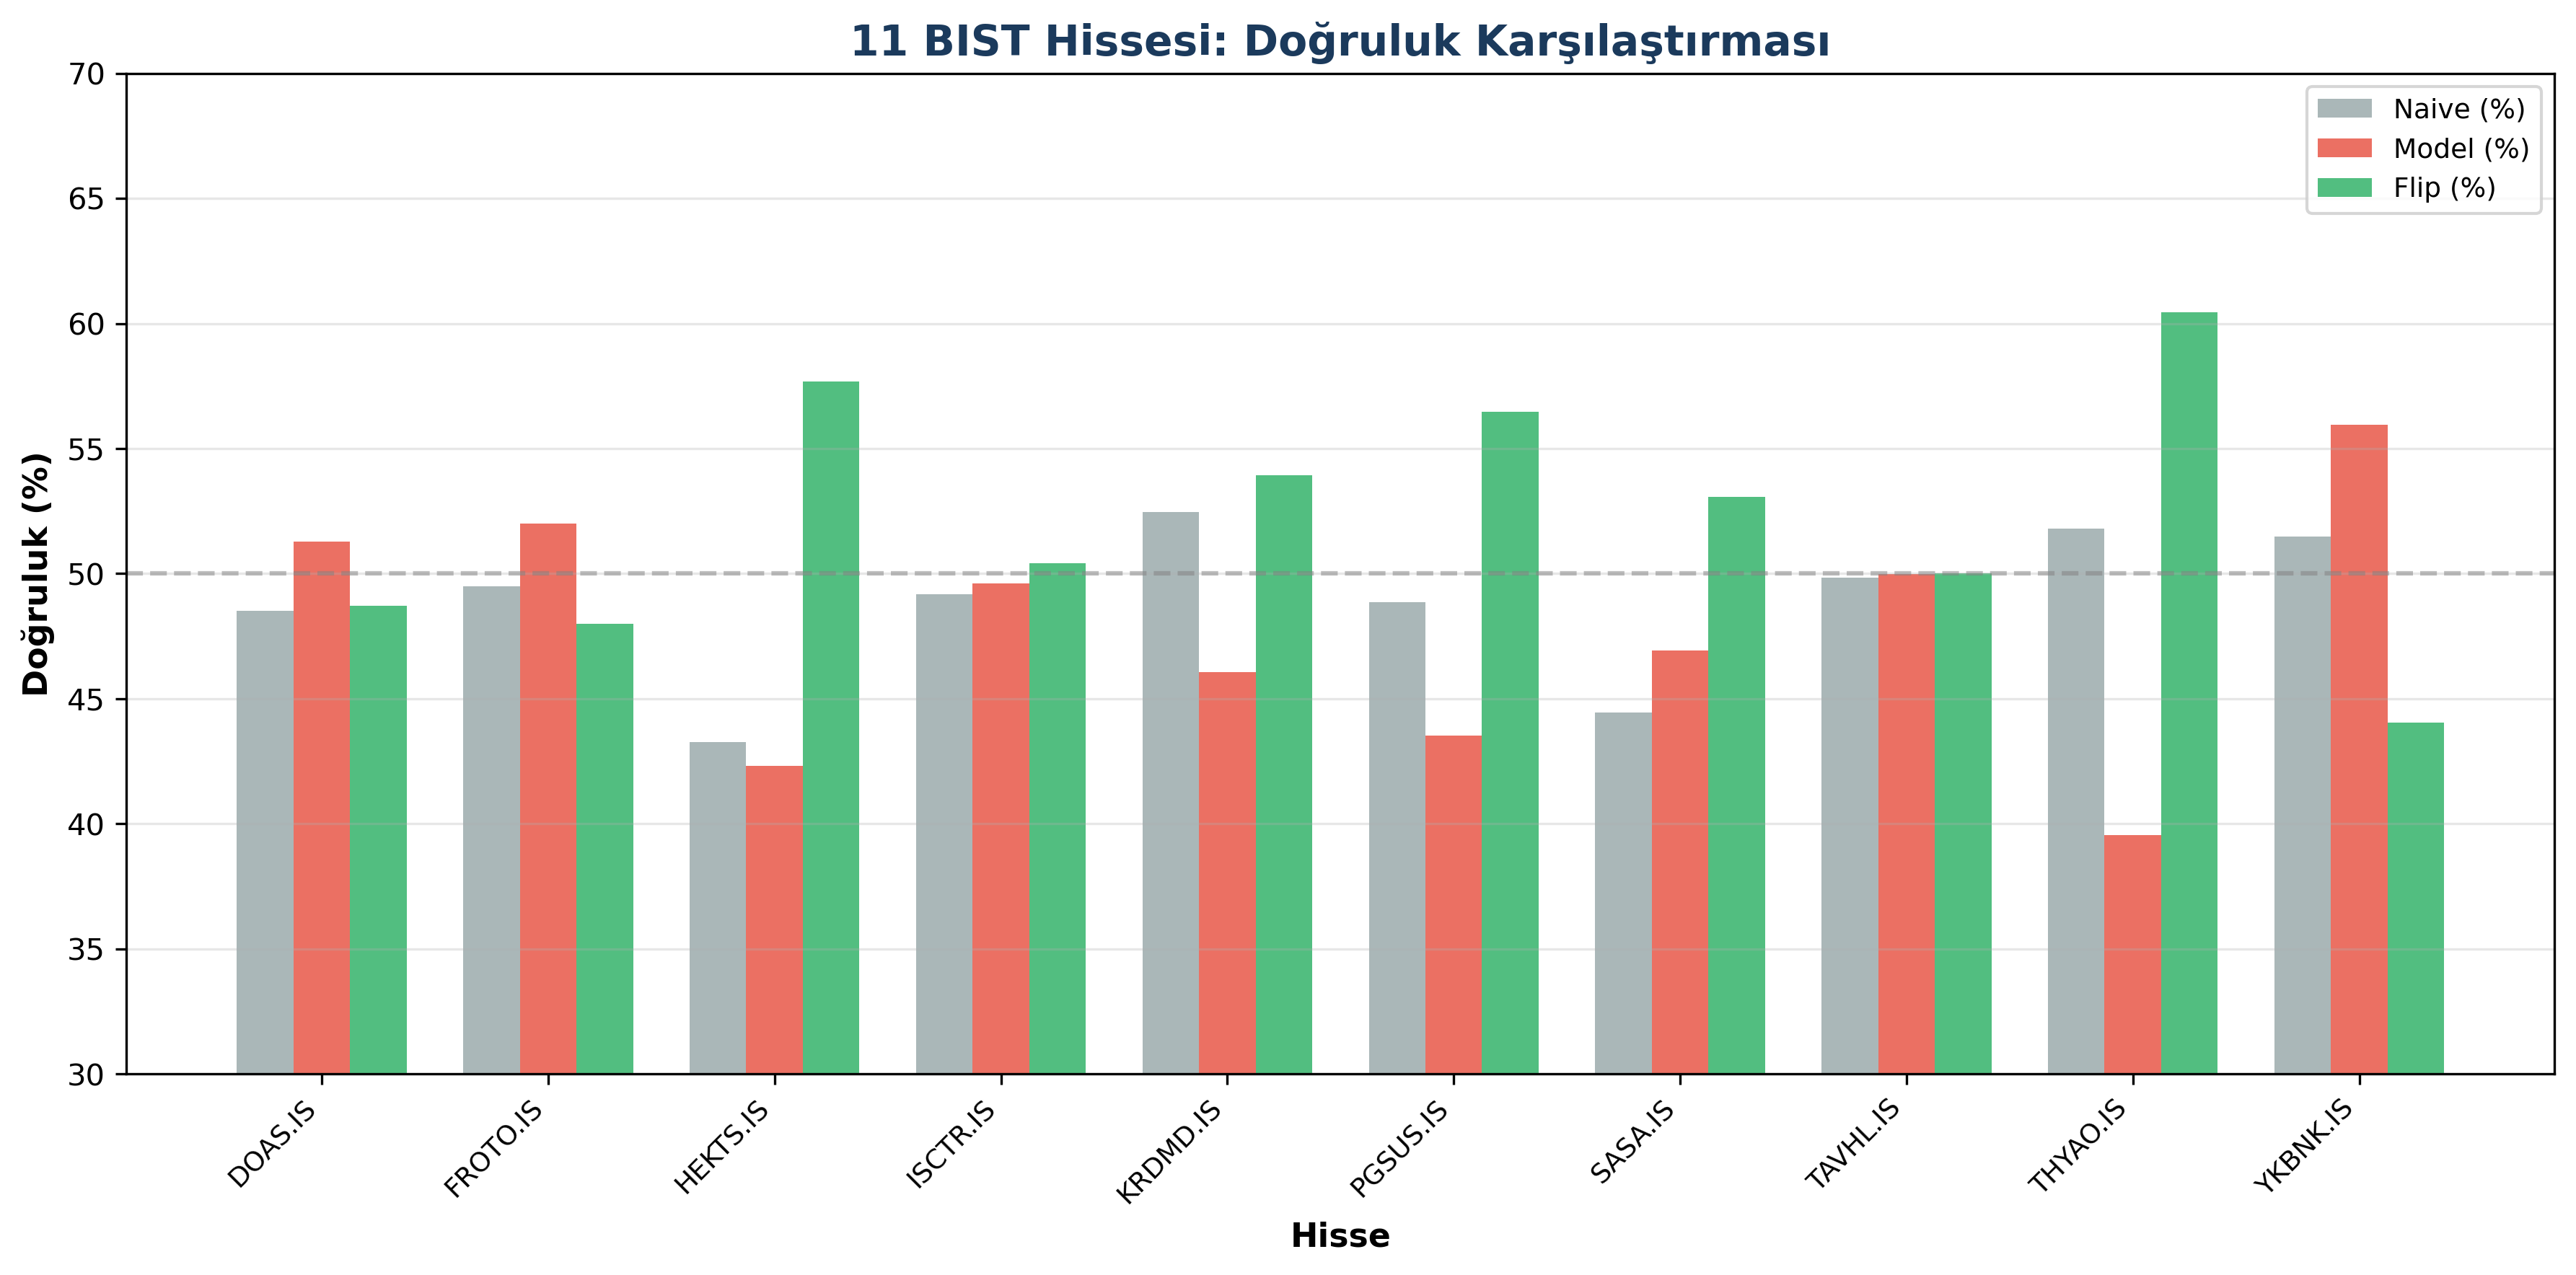 11 BIST Hissesi: Doğruluk Karşılaştırması
Naive (%)
Model (%)
Flip (%)
Doğruluk (%)
70
65
60
55
50
45
40
35
30
DOAS.IS
FROTO.IS
HEKTS.IS
ISCTR.IS
KRDMD.IS
PGSUS.IS
SASA.IS
TAVHL.IS
THYAO.IS
YKBNK.IS
Hisse